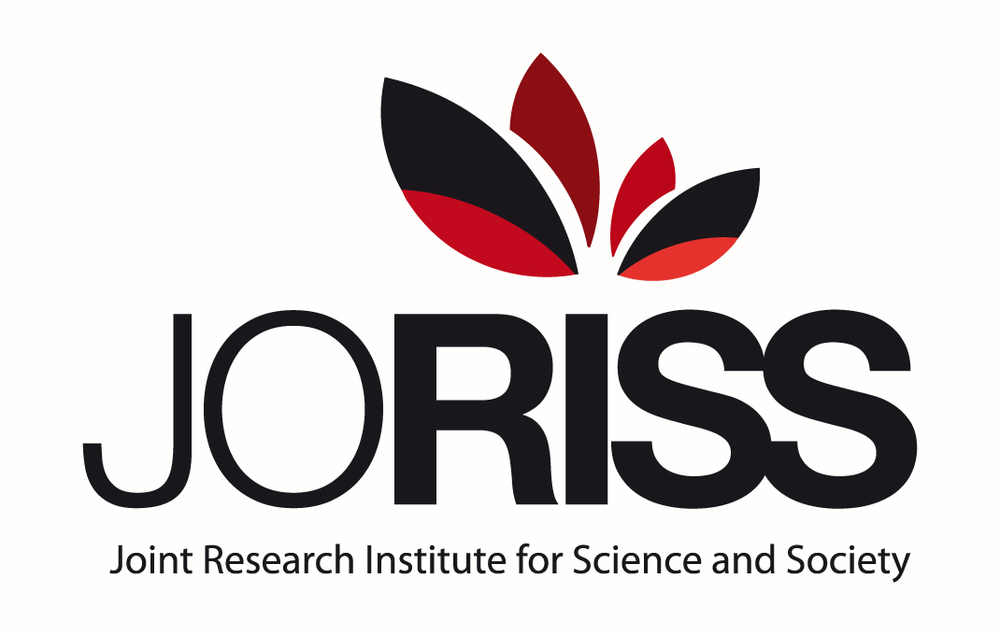 JORISS
Joint Research Institute for Science and Society